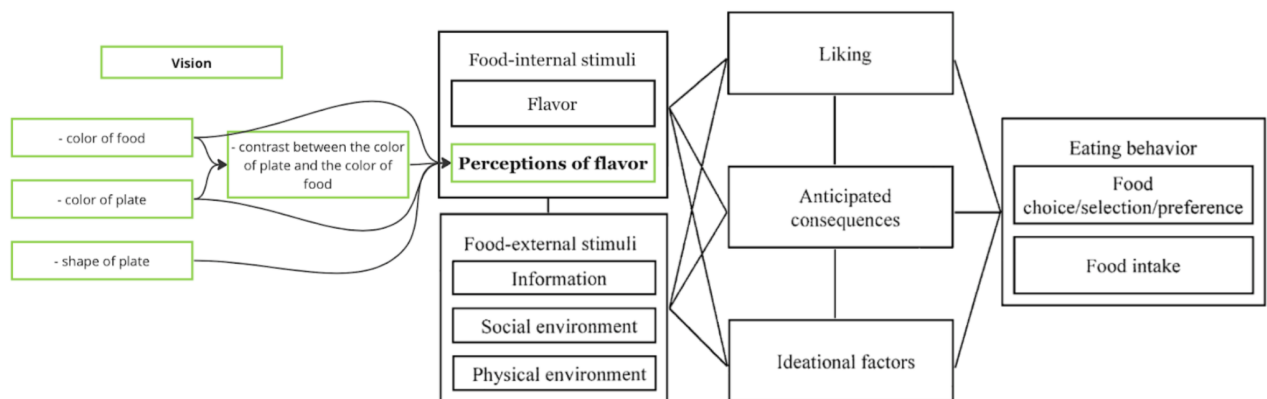 Vision
- color of food
- color of plate
- shape of plate
- contrast between the color
of plate and the color of
food
Food-internal stimuli
Flavor
Perceptions of flavor
Food-external stimuli
Information
Social environment
Physical environment
Liking
Anticipated
consequences
Ideational factors
Eating behavior
Food
choice/selection/preference
Food intake